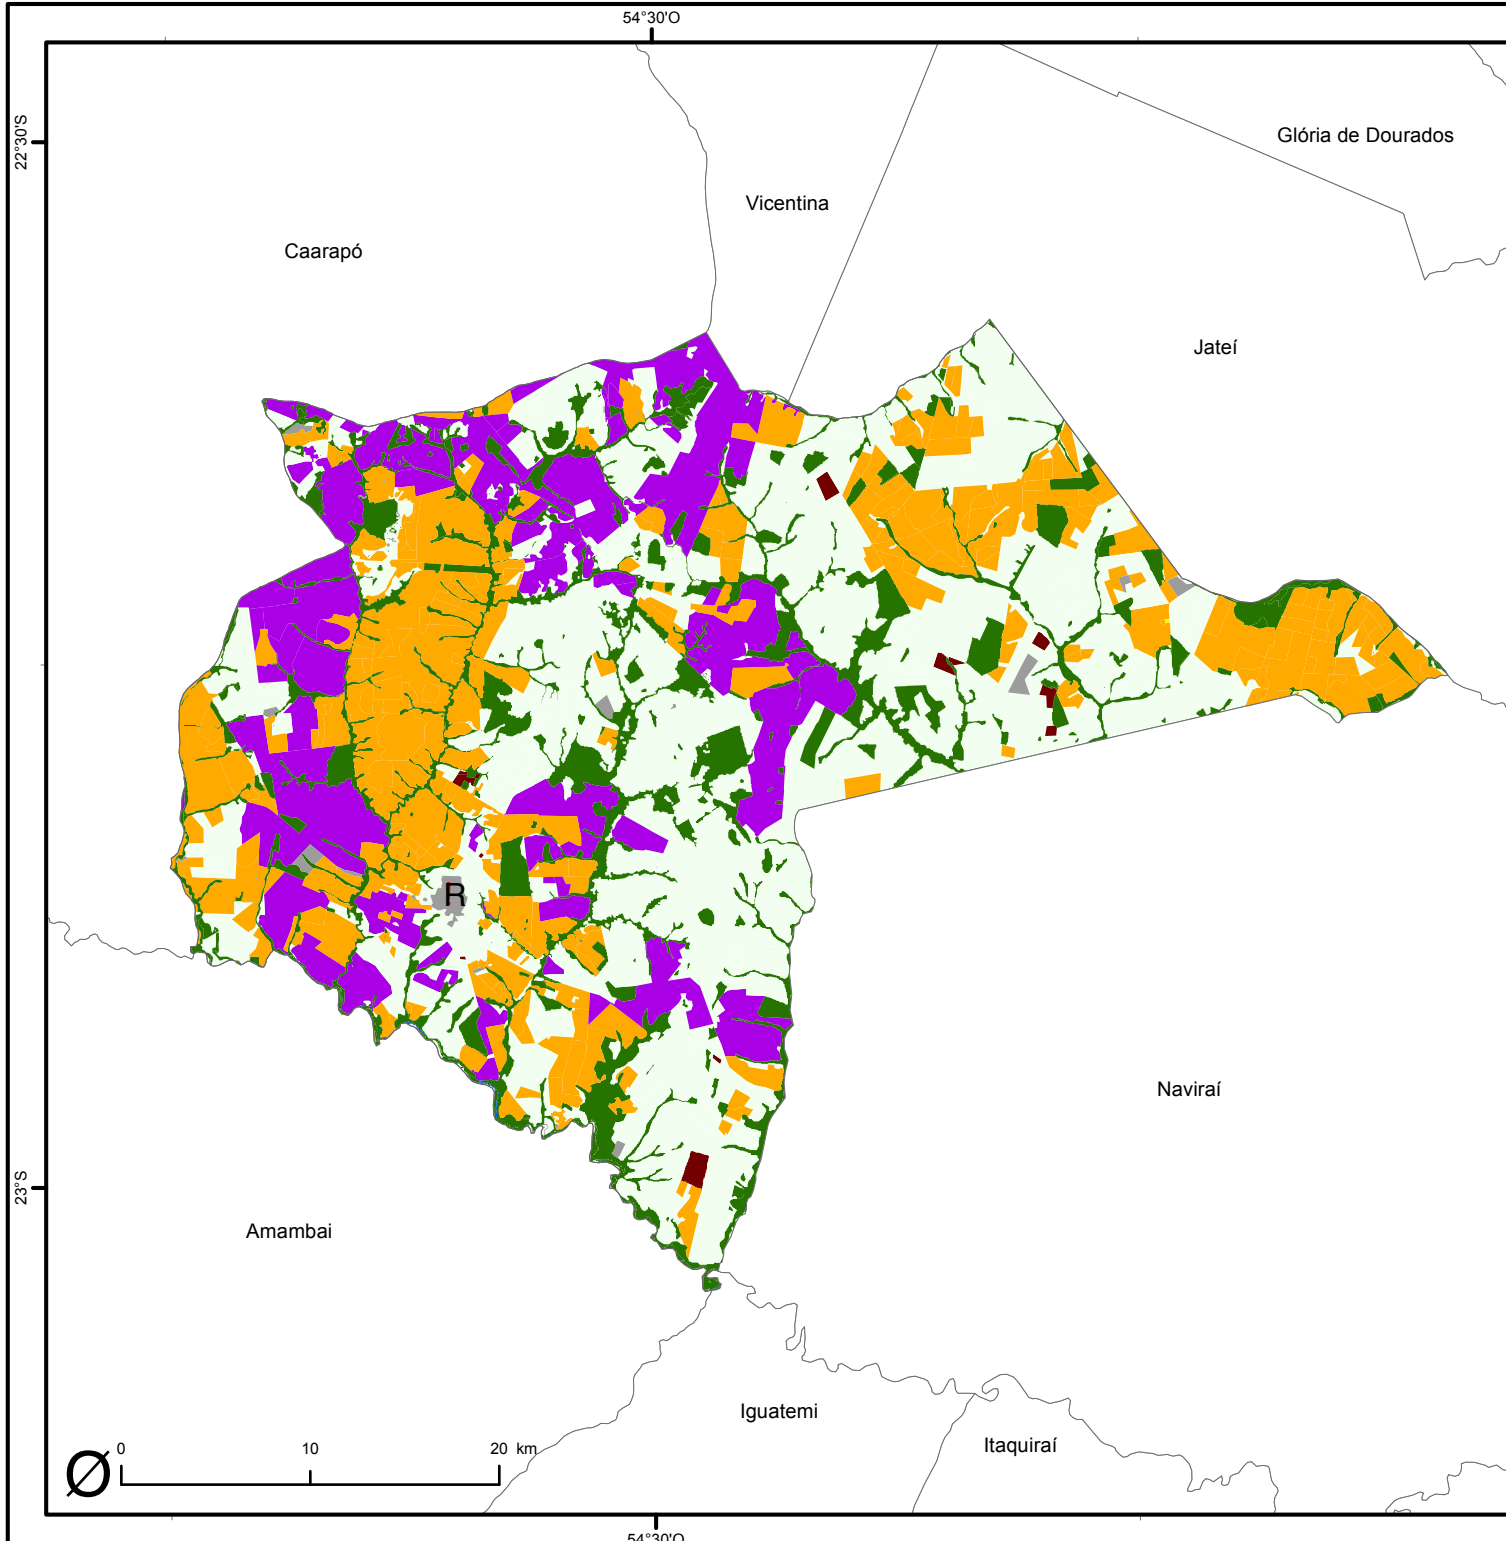 54°30'O
22°30'S
Glória de Dourados
Vicentina
Caarapó
Jateí
R
Naviraí
23°S
Amambai
Iguatemi
Itaquiraí
Ø 0 10 20 km
54°30'O